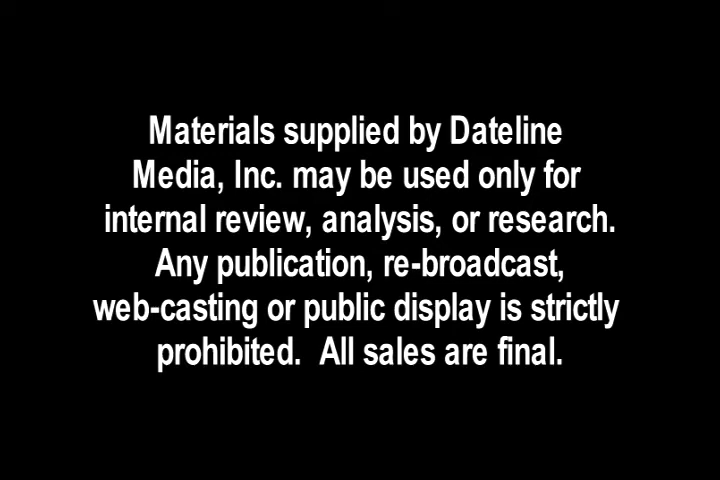 Materials supplied by Dateline
Media, Inc. may be used only for
internal review, analysis, or research.
Any publication, re-broadcast,
web-casting or public display is strictly
prohibited.  All sales are final.